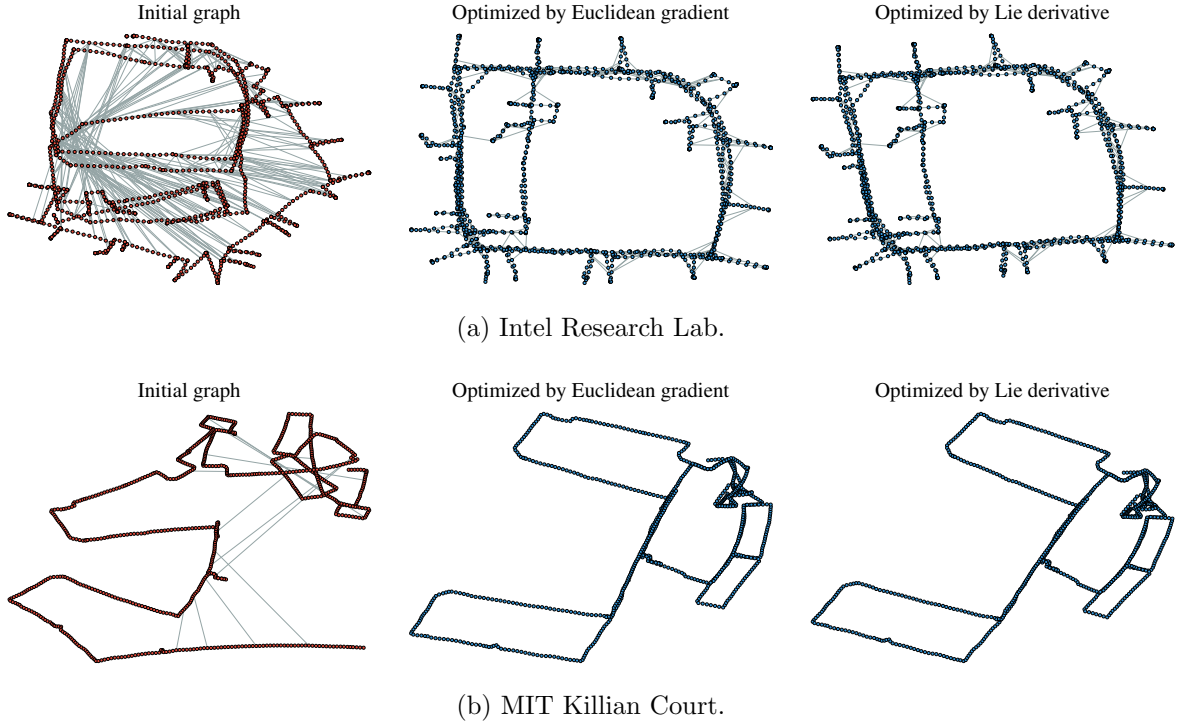 Initial graph
Optimized by Euclidean gradient
Optimized by Lie derivative
(a) Intel Research Lab.
Initial graph
Optimized by Euclidean gradient
Optimized by Lie derivative
(b) MIT Killian Court.